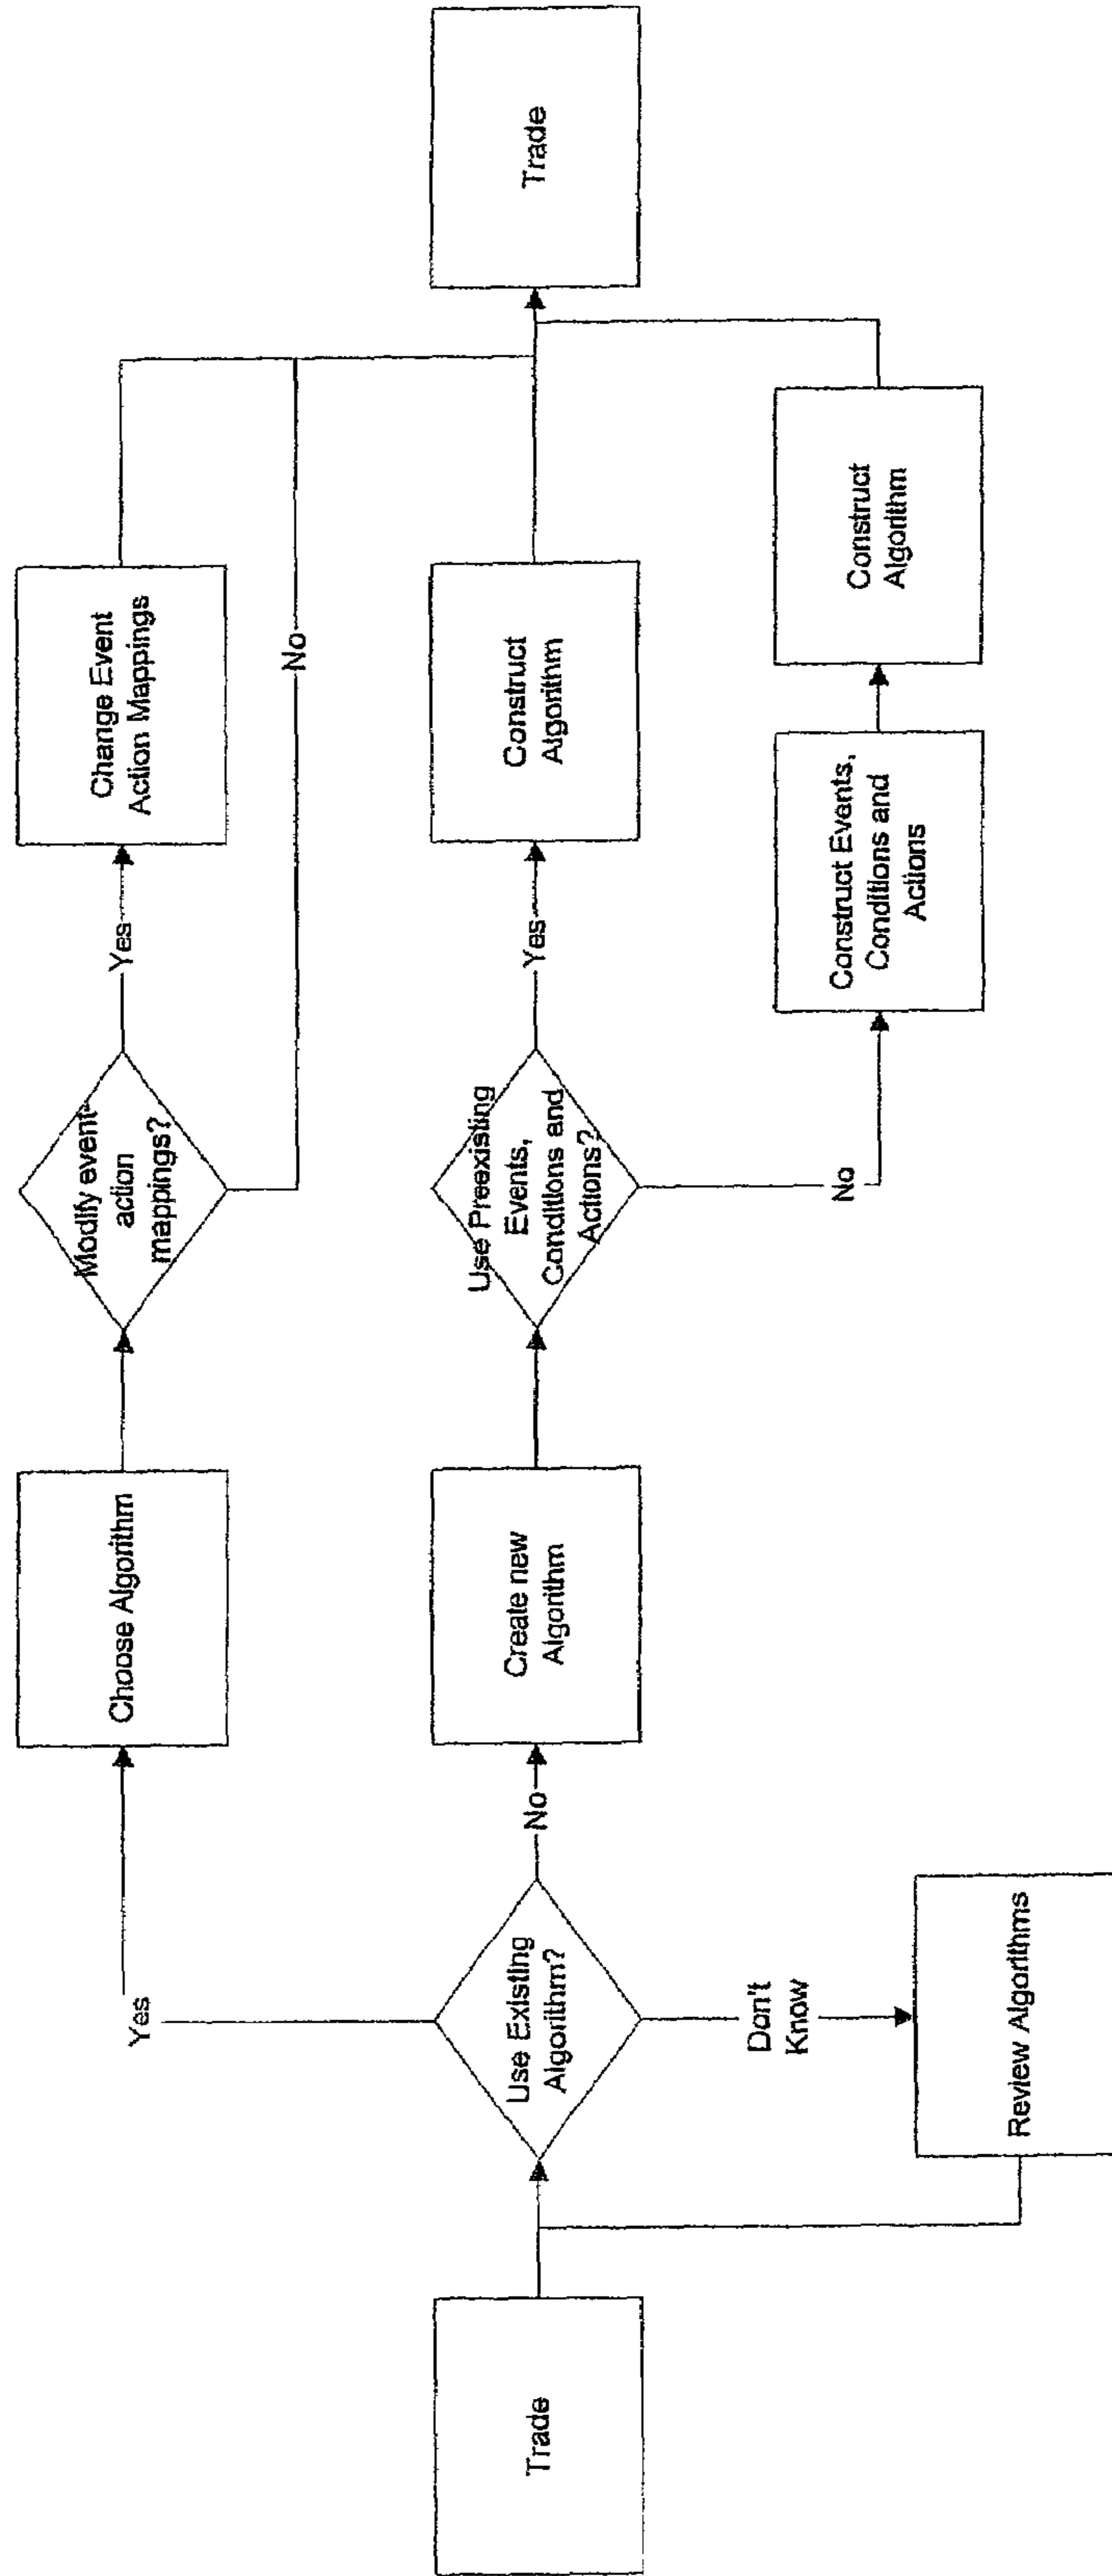 Trade
Use Existing
Algorithm?
Yes
No
Don't
Know
Review Algorithms
Choose Algorithm
Modify event-
action
mappings?
Yes
No
Change Event
Action Mappings
Create new
Algorithm
Use Preexisting
Events,
Conditions and
Actions?
Yes
No
Construct
Algorithm
Construct Events,
Conditions and
Actions
Construct
Algorithm
Trade